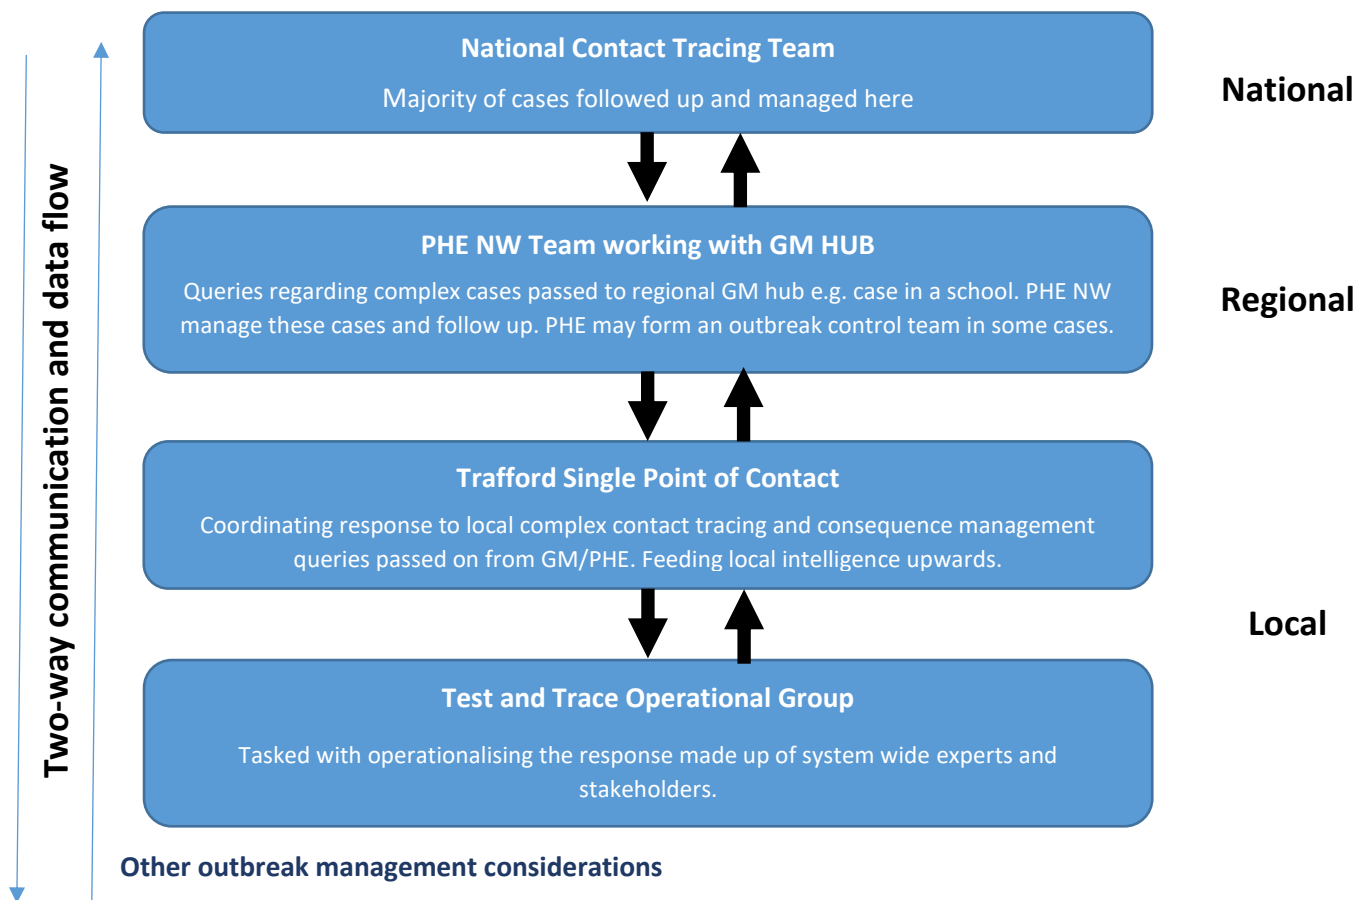 National Contact Tracing Team
Majority of cases followed up and managed here
National
PHE NW Team working with GM HUB
Queries regarding complex cases passed to regional GM hub e.g. case in a school. PHE NW
manage these cases and follow up. PHE may form an outbreak control team in some cases.
Regional
Two-way communication and data flow
Trafford Single Point of Contact
Coordinating response to local complex contact tracing and consequence management
queries passed on from GM/PHE. Feeding local intelligence upwards.
Local
Test and Trace Operational Group
Tasked with operationalising the response made up of system wide experts and
stakeholders.
Other outbreak management considerations